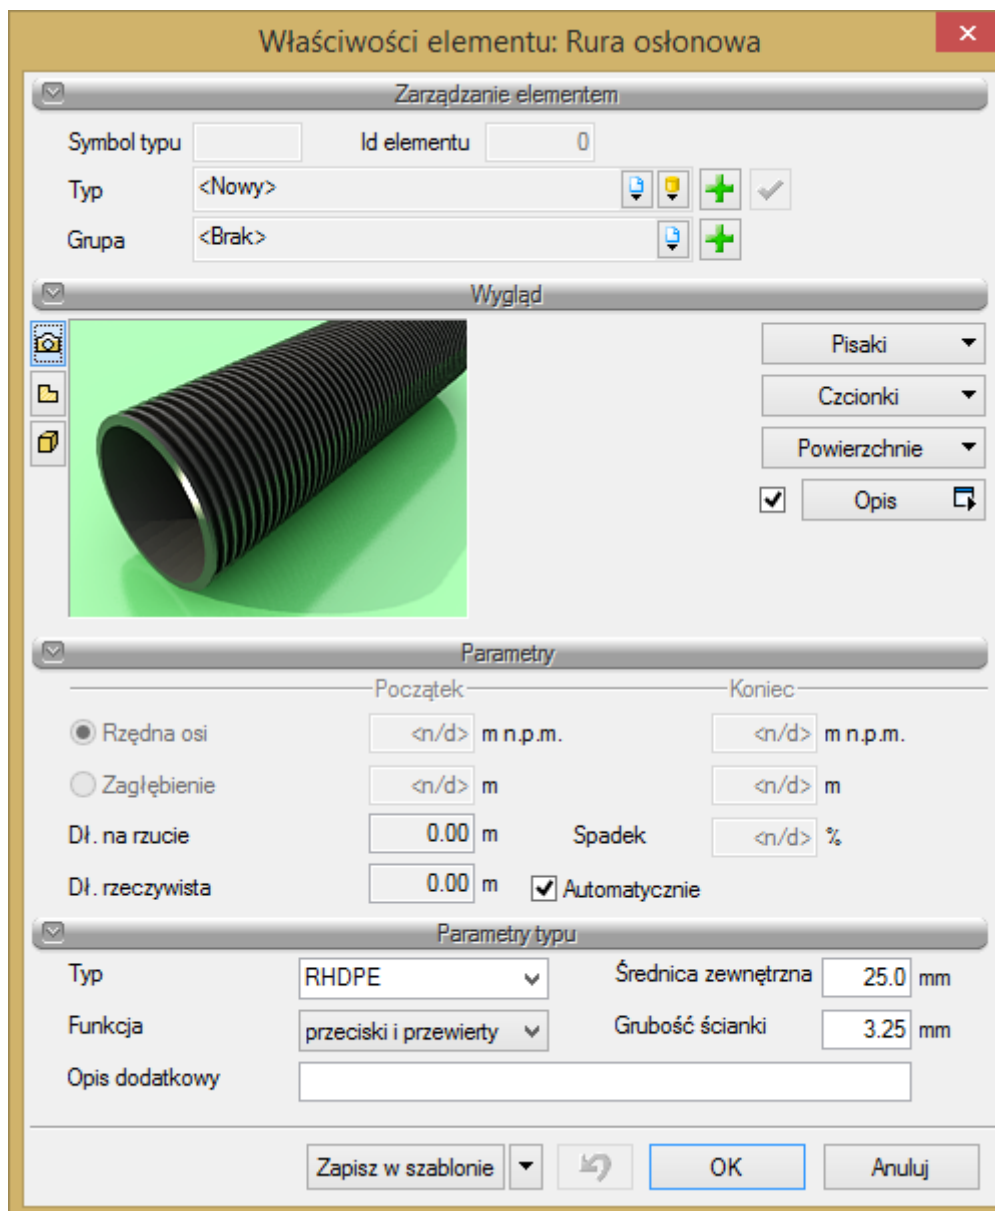 Właściwości elementu: Rura osłonowa
Zarządzanie elementem
Symbol typu Id elementu 0
Typ <Nowy>
Grupa <Brak>
Wygląd
Pisaki
Czcionki
Powierzchnie
Opis
Parametry
Początek Koniec
Rzędna osi <n/d> m n.p.m. <n/d> m n.p.m.
Zagłębienie <n/d> m <n/d> m
Dł. na rzucie 0.00 m Spadek <n/d> %
Dł. rzeczywista 0.00 m Automatycznie
Parametry typu
Typ RHDPE Średnica zewnętrzna 25.0 mm
Funkcja przeciski i przewierty Grubość ścianki 3.25 mm
Opis dodatkowy
Zapisz w szablonie OK Anuluj